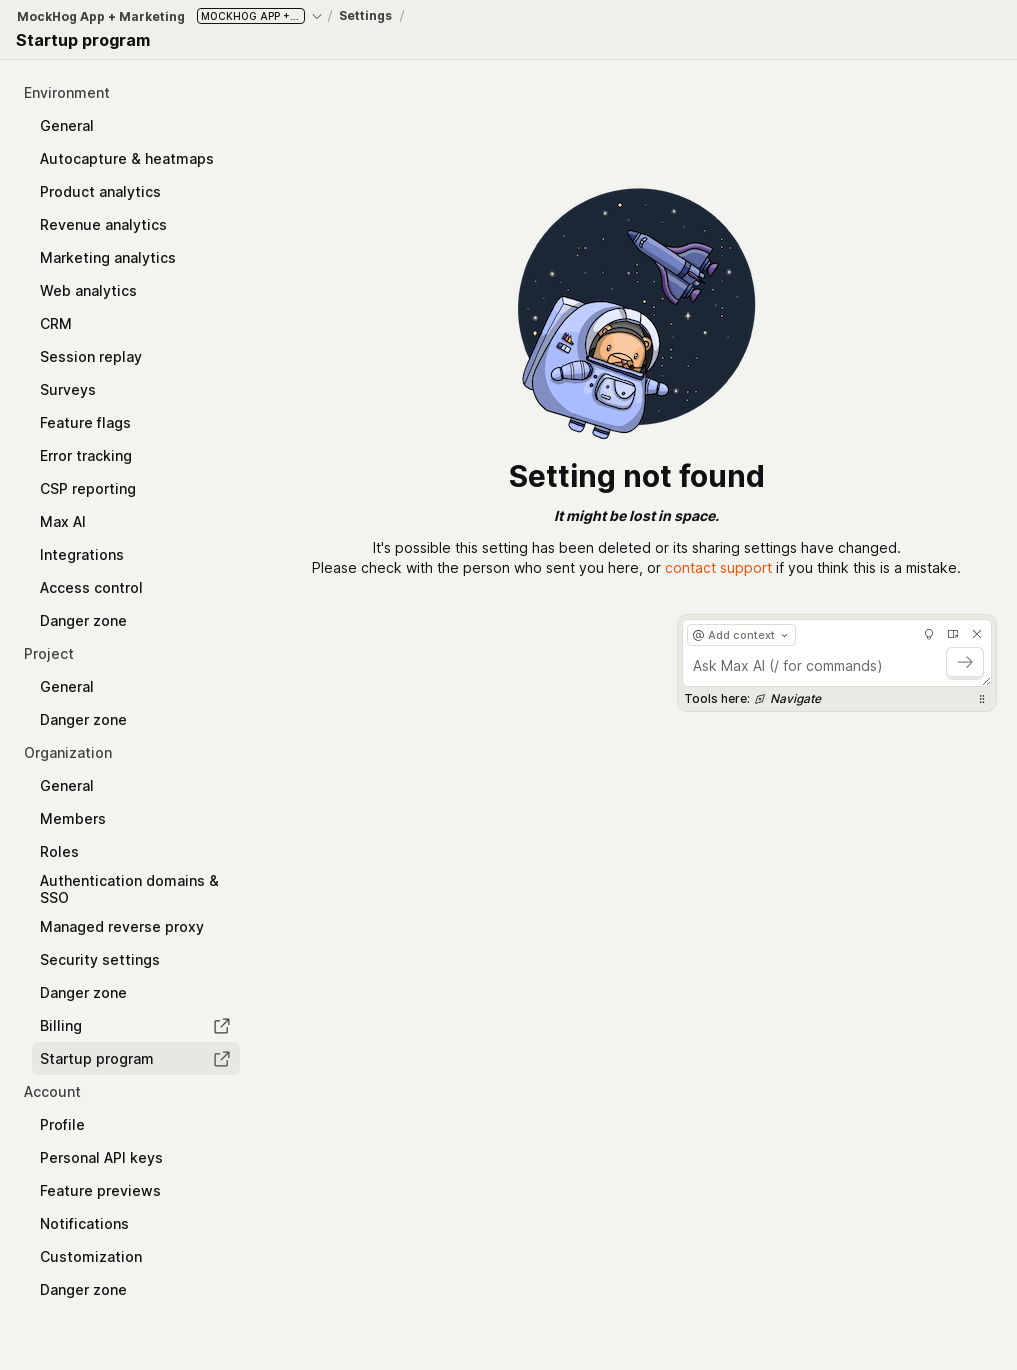 MockHog App + Marketing MOCKHOG APP +... / Settings /
Startup program
Environment
General
Autocapture & heatmaps
Product analytics
Revenue analytics
Marketing analytics
Web analytics
CRM
Session replay
Surveys
Feature flags
Error tracking
CSP reporting
Max AI
Integrations
Access control
Danger zone
Project
General
Danger zone
Organization
General
Members
Roles
Authentication domains &
SSO
Managed reverse proxy
Security settings
Danger zone
Billing
Startup program
Account
Profile
Personal API keys
Feature previews
Notifications
Customization
Danger zone
Setting not found
It might be lost in space.
It's possible this setting has been deleted or its sharing settings have changed.
Please check with the person who sent you here, or contact support if you think this is a mistake.
@ Add context
Ask Max AI (/ for commands)
Tools here: Navigate